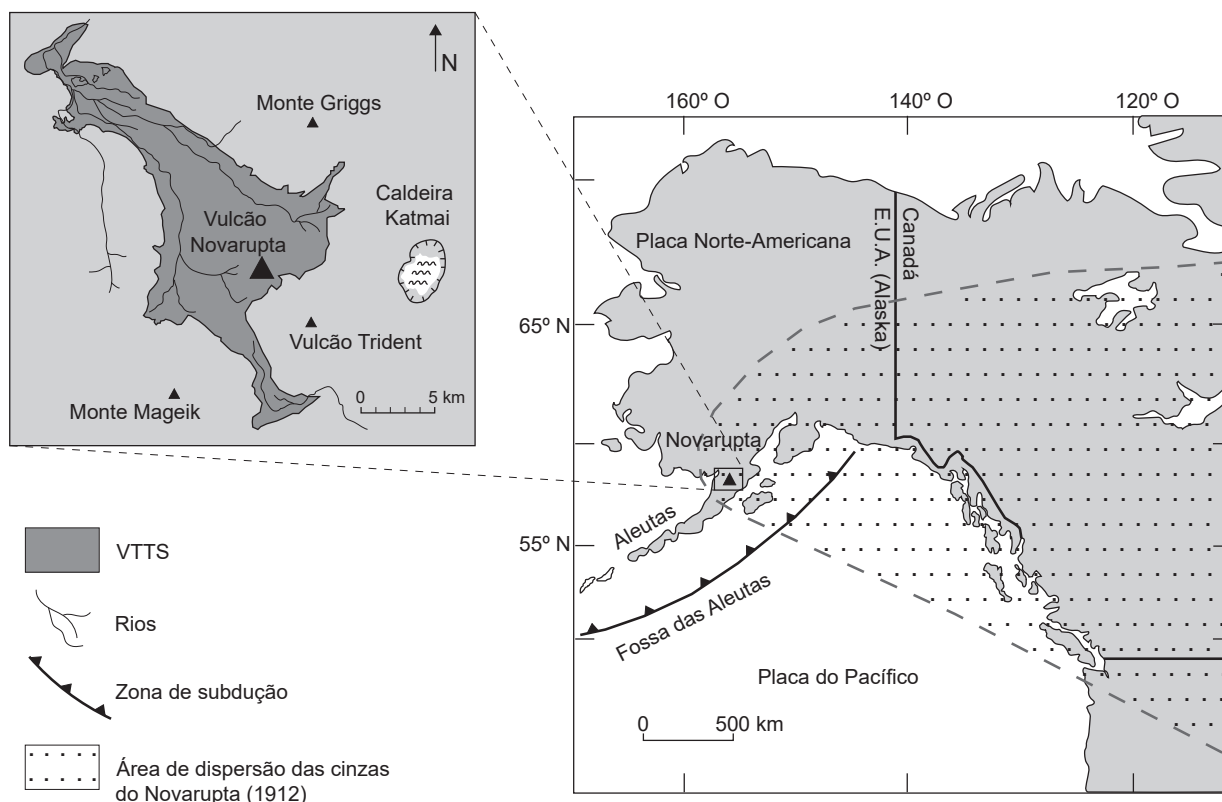 N
Monte Griggs
Caldeira
Katmai
Vulcão
Novarupta
Vulcão Trident
Monte Mageik
0 5 km
160º O
140º O
120º O
Placa Norte-Americana
Canadá
E.U.A. (Alaska)
65º N
Novarupta
Aleutas
55º N
Fossa das Aleutas
Placa do Pacífico
0 500 km
VTTS
Rios
Zona de subdução
Área de dispersão das cinzas
do Novarupta (1912)